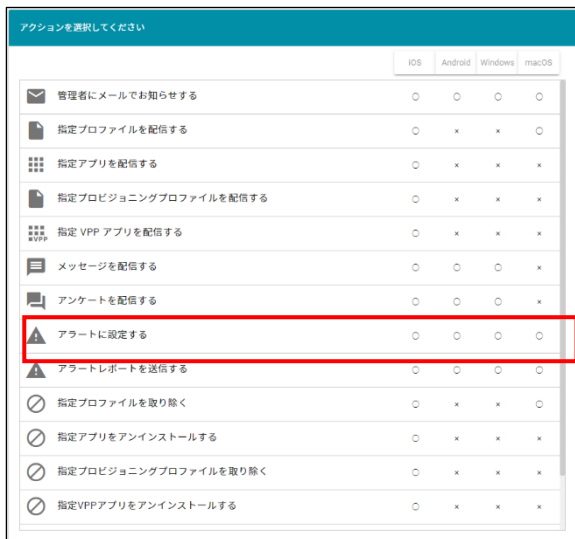 アクションを選択してください
iOS Android Windows macOS
管理者にメールでお知らせする ○ ○ ○ ○
指定プロファイルを配信する ○ × × ○
指定アプリを配信する ○ × × ×
指定プロビジョニングプロファイルを配信する ○ × × ×
VPP 指定 VPP アプリを配信する ○ × × ×
メッセージを配信する ○ ○ ○ ×
アンケートを配信する ○ ○ ○ ×
アラートに設定する ○ ○ ○ ○
アラートレポートを送信する ○ ○ ○ ○
指定プロファイルを取り除く ○ × × ○
指定アプリをアンインストールする ○ × × ×
指定プロビジョニングプロファイルを取り除く ○ × × ×
指定VPPアプリをアンインストールする ○ × × ×